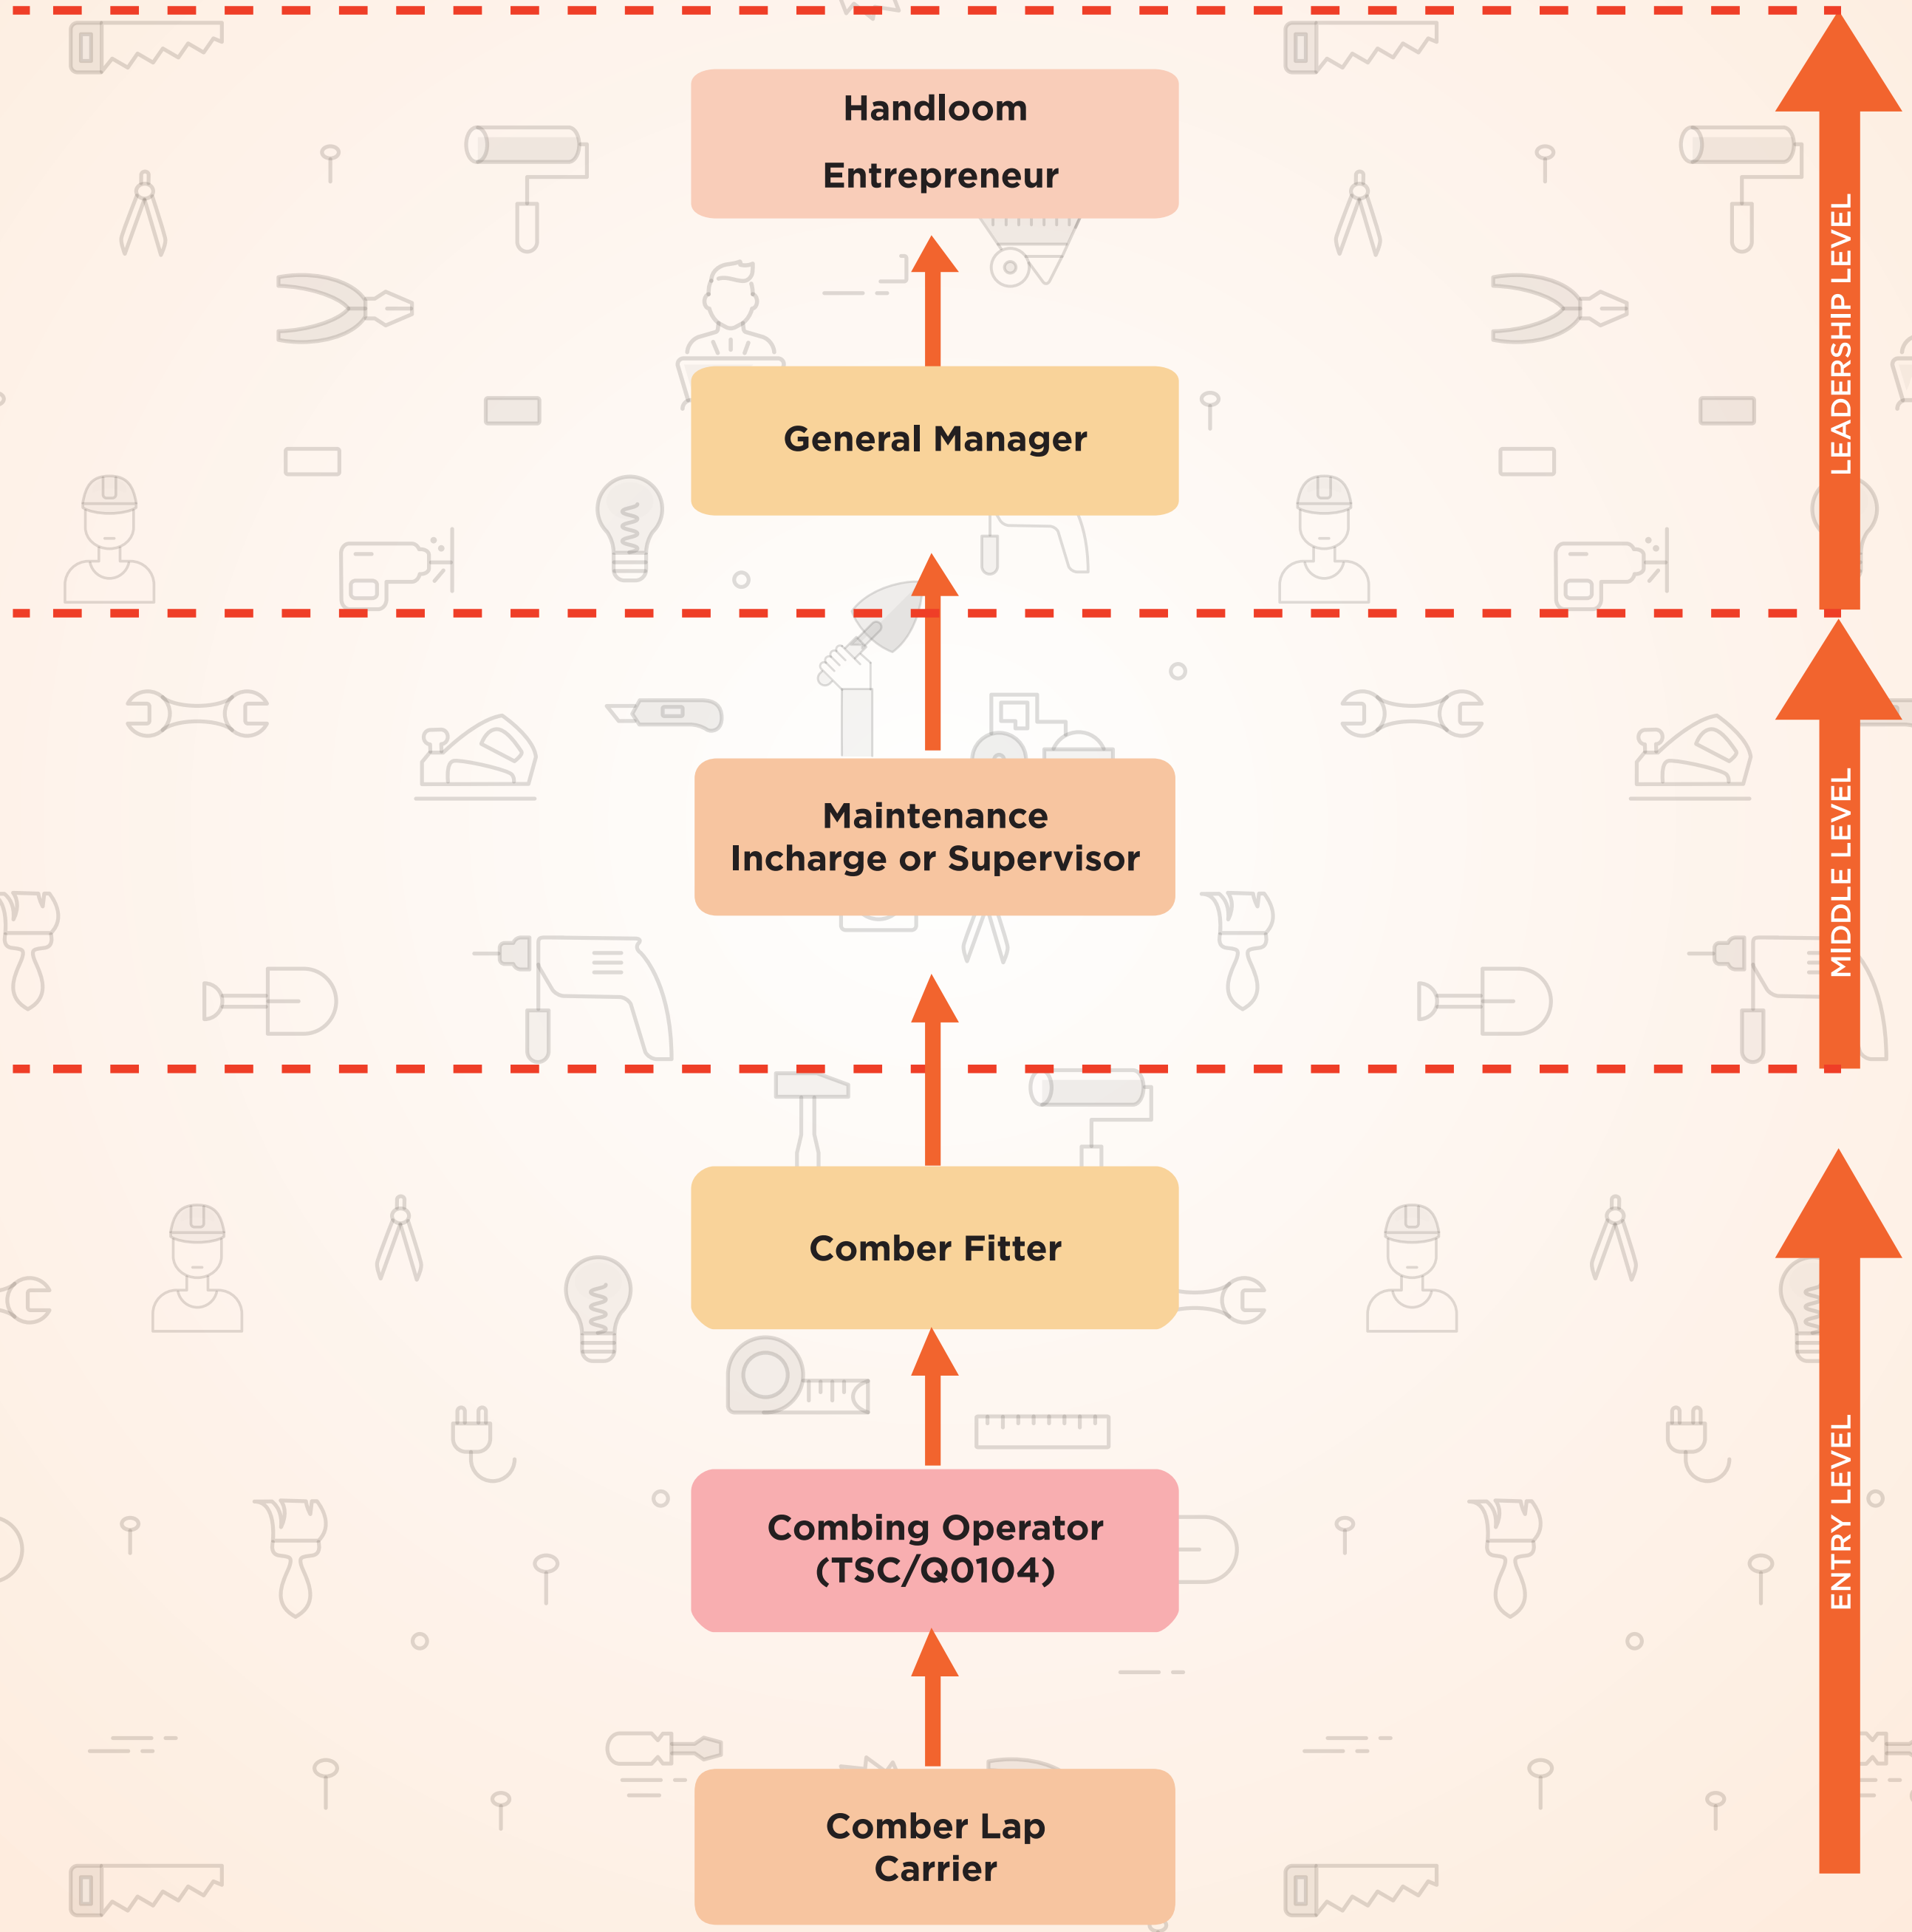 Handloom
Entrepreneur
General Manager
LEADERSHIP LEVEL
Maintenance
Incharge or Supervisor
MIDDLE LEVEL
Comber Fitter
Combing Operator
(TSC/Q0104)
ENTRY LEVEL
Comber Lap
Carrier